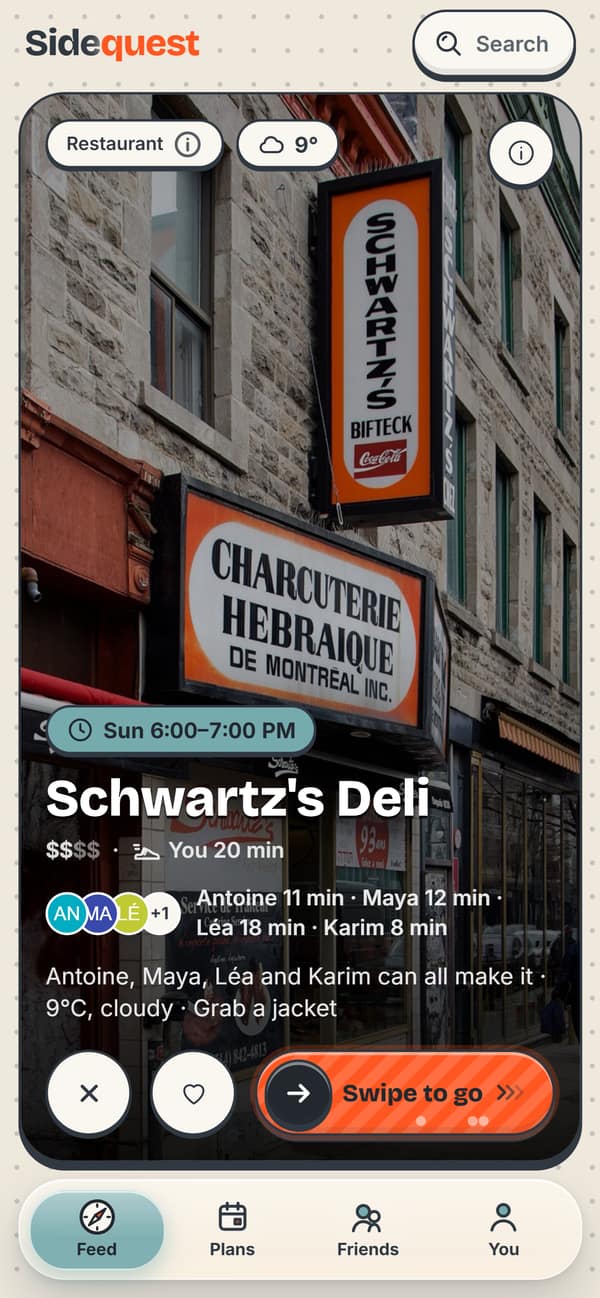 Sidequest
Search
Restaurant
9°
SCHWARTZ'S
BIFTECK
Coca-Cola
SCHWARTZ'S
CHARCUTERIE
HEBRAIQUE
DE MONTRÉAL INC.
Sun 6:00–7:00 PM
Schwartz's Deli
$$$$ · You 20 min
AN MA LÉ +1
Antoine 11 min · Maya 12 min ·
Léa 18 min · Karim 8 min
Antoine, Maya, Léa and Karim can all make it ·
9°C, cloudy · Grab a jacket
Swipe to go
Feed
Plans
Friends
You